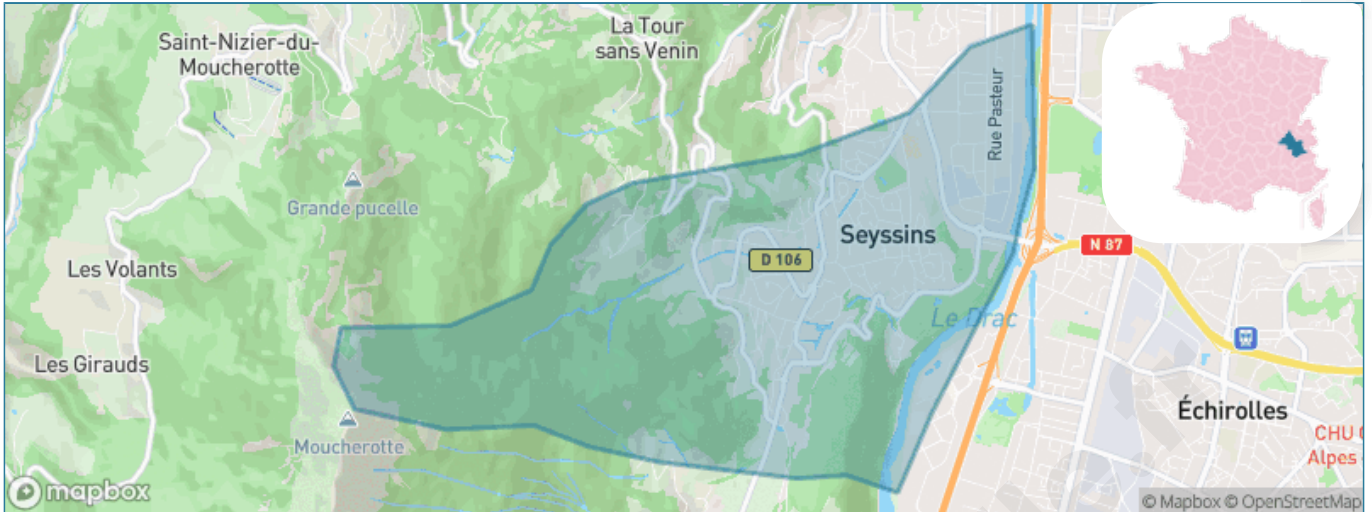 La Tour
sans Venin
Saint-Nizier-du-
Moucherotte
Rue Pasteur
Grande pucelle
Seyssins
N 87
D 106
Les Volants
Le Drac
Les Girauds
Échirolles
Moucherotte
CHU G
Alpes
mapbox
© Mapbox © OpenStreetMap